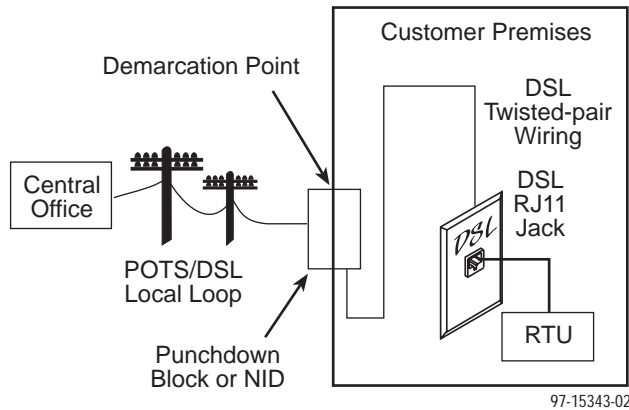 Customer Premises
Demarcation Point
DSL
Twisted-pair
Wiring
Central
Office
DSL
RJ11
Jack
DSL
POTS/DSL
Local Loop
RTU
Punchdown
Block or NID
97-15343-02